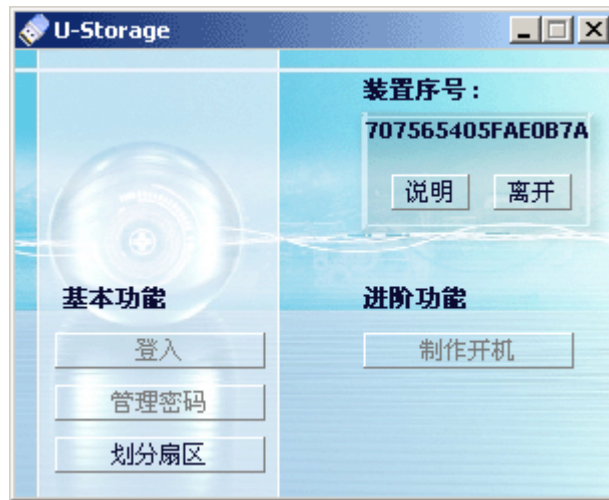 U-Storage
装置序号：
707565405FAE0B7A
说明
离开
基本功能
进阶功能
登入
制作开机
管理密码
划分扇区